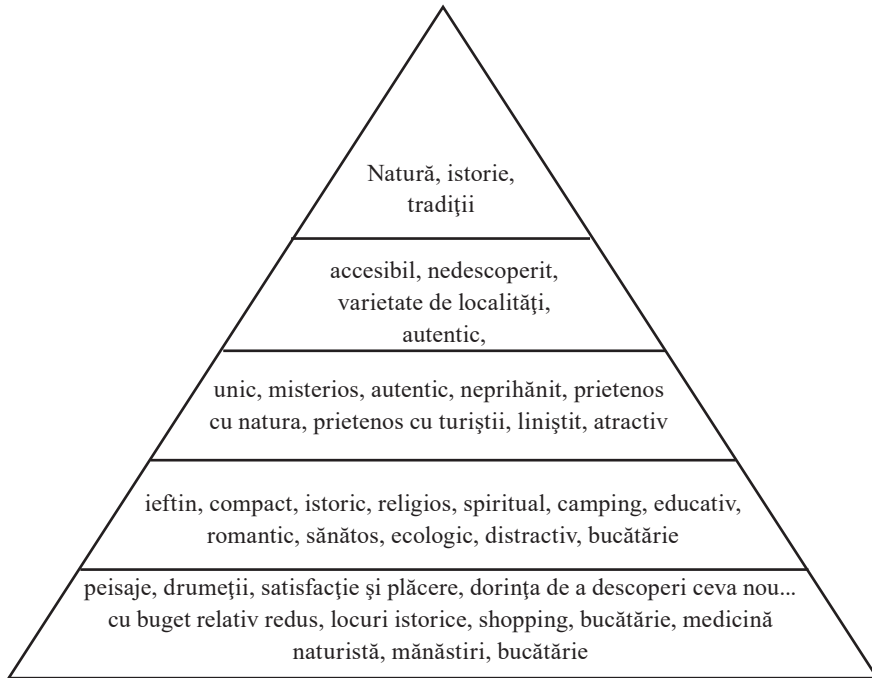 Natură, istorie,
tradiţii
accesibil, nedescoperit,
varietate de localităţi,
autentic,
unic, misterios, autentic, neprihănit, prietenos
cu natura, prietenos cu turiştii, liniştit, atractiv
ieftin, compact, istoric, religios, spiritual, camping, educativ,
romantic, sănătos, ecologic, distractiv, bucătărie
peisaje, drumeţii, satisfacţie şi plăcere, dorinţa de a descoperi ceva nou...
cu buget relativ redus, locuri istorice, shopping, bucătărie, medicină
naturistă, mănăstiri, bucătărie